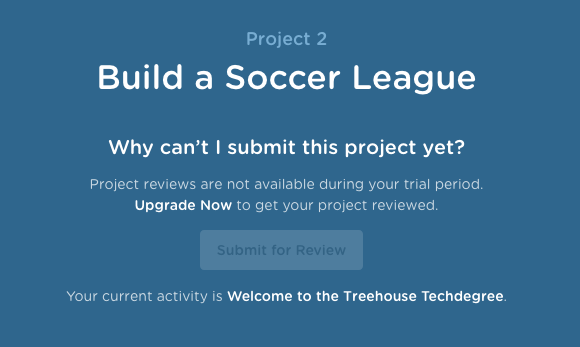 Project 2
Build a Soccer League
Why can’t I submit this project yet?
Project reviews are not available during your trial period.
Upgrade Now to get your project reviewed.
Submit for Review
Your current activity is Welcome to the Treehouse Techdegree.